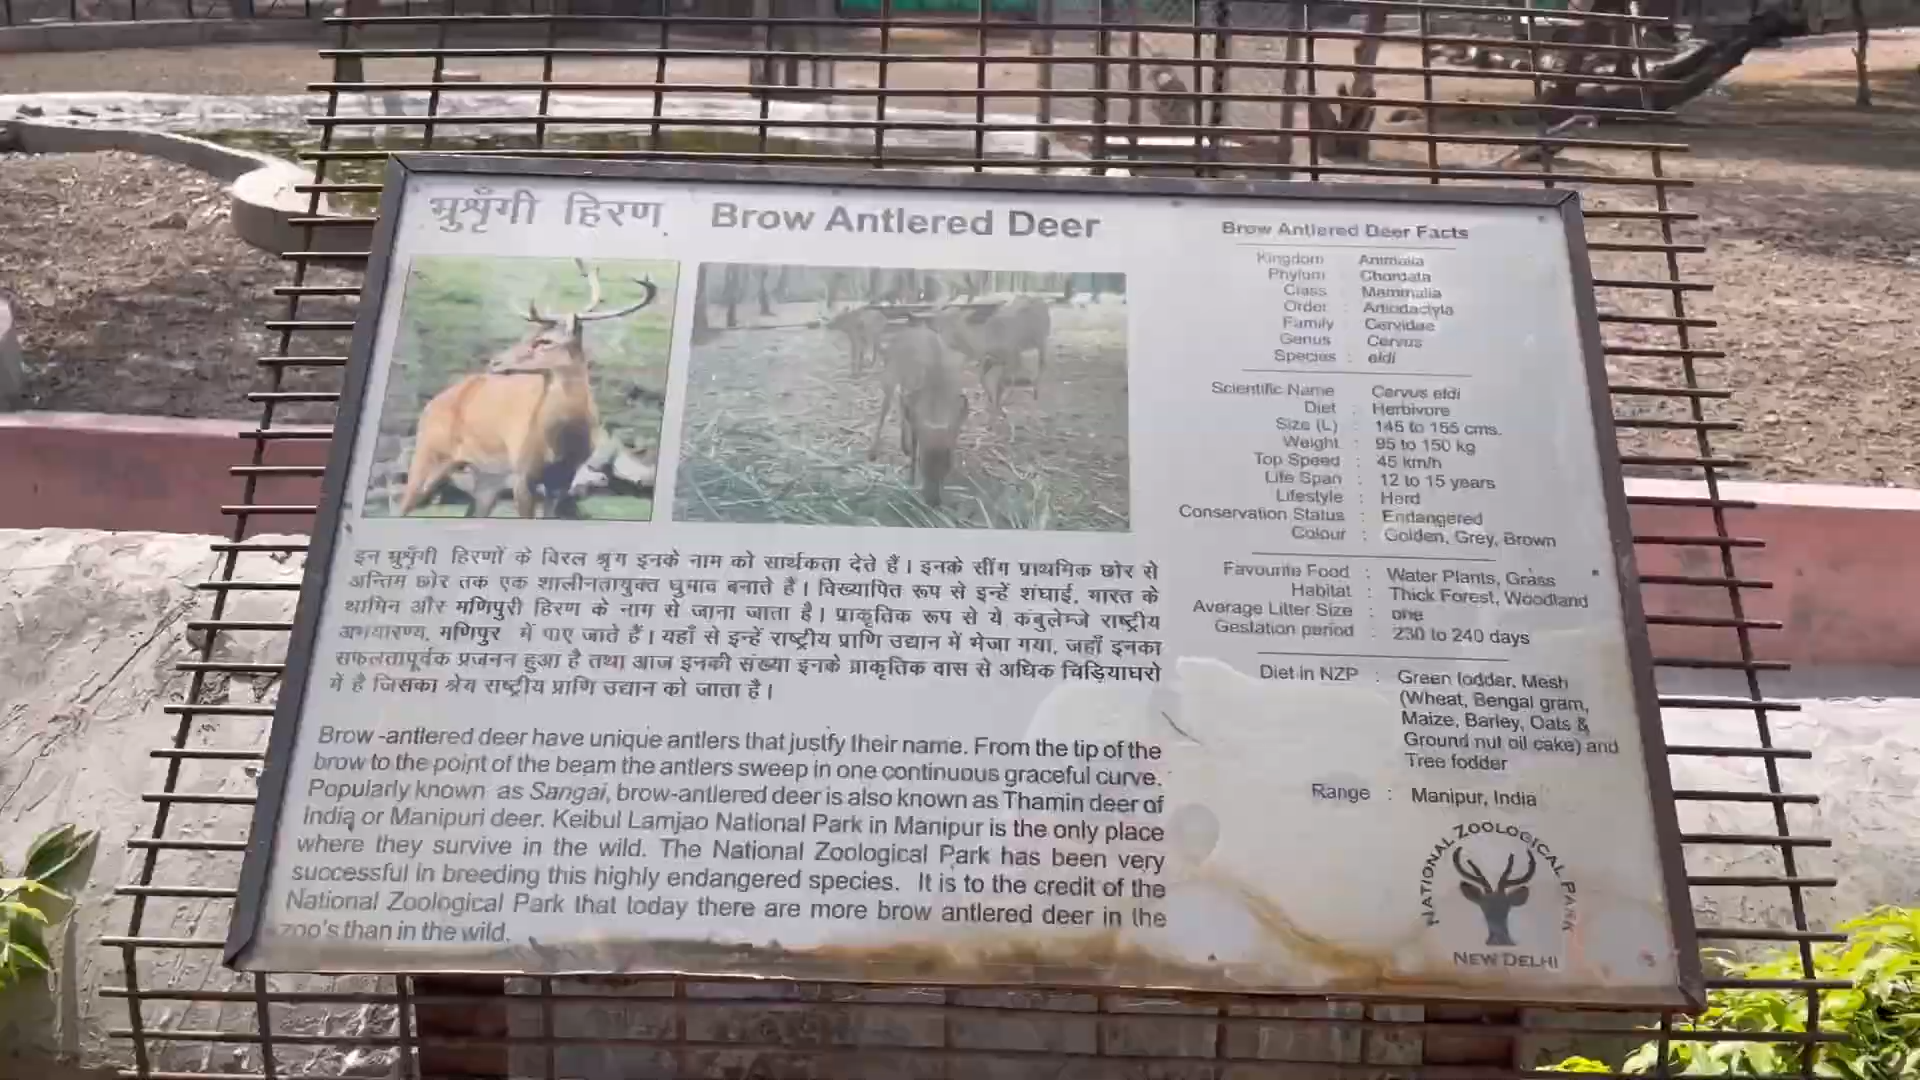 भुशृँगी हिरण
Brow Antlered Deer
इन भुशृँगी हिरणों के विरल श्रृग इनके नाम को सार्थकता देते हैं। इनके सींग प्राथमिक छोर से
अन्तिम छोर तक एक शालीनतायुक्त घुमाव बनाते है। विख्यापित रूप से इन्हें शंघाई, भारत के
थामिन और मणिपुरी हिरण के नाम से जाना जाता है। प्राकृतिक रूप से ये कबुलेम्जे राष्ट्रीय
अभयारण्य, मणिपुर में पाए जाते हैं। यहाँ से इन्हें राष्ट्रीय प्राणि उद्यान में भेजा गया, जहाँ इनका
सफलतापूर्वक प्रजनन हुआ है तथा आज इनकी संख्या इनके प्राकृतिक वास से अधिक चिड़ियाघरो
में है जिसका श्रेय राष्ट्रीय प्राणि उद्यान को जाता है।
Brow -antlered deer have unique antlers that justfy their name. From the tip of the
brow to the point of the beam the antlers sweep in one continuous graceful curve.
Popularly known as Sangai, brow-antlered deer is also known as Thamin deer of
India or Manipuri deer. Keibul Lamjao National Park in Manipur is the only place
where they survive in the wild. The National Zoological Park has been very
successful in breeding this highly endangered species. It is to the credit of the
National Zoological Park that today there are more brow antlered deer in the
zoo's than in the wild.
Brow Antlered Deer Facts
Kingdom : Animalia
Phylum : Chordata
Class : Mammalia
Order : Artiodactyla
Family : Cervidae
Genus : Cervus
Species : eldi
Scientific Name : Cervus eldi
Diet : Herbivore
Size (L) : 145 to 155 cms.
Weight : 95 to 150 kg
Top Speed : 45 km/h
Life Span : 12 to 15 years
Lifestyle : Herd
Conservation Status : Endangered
Colour : Golden, Grey, Brown
Favourite Food : Water Plants, Grass
Habitat : Thick Forest, Woodland
Average Litter Size : one
Gestation period : 230 to 240 days
Diet in NZP : Green fodder, Mesh
(Wheat, Bengal gram,
Maize, Barley, Oats &
Ground nut oil cake) and
Tree fodder
Range : Manipur, India
NATIONAL ZOOLOGICAL PARK
NEW DELHI